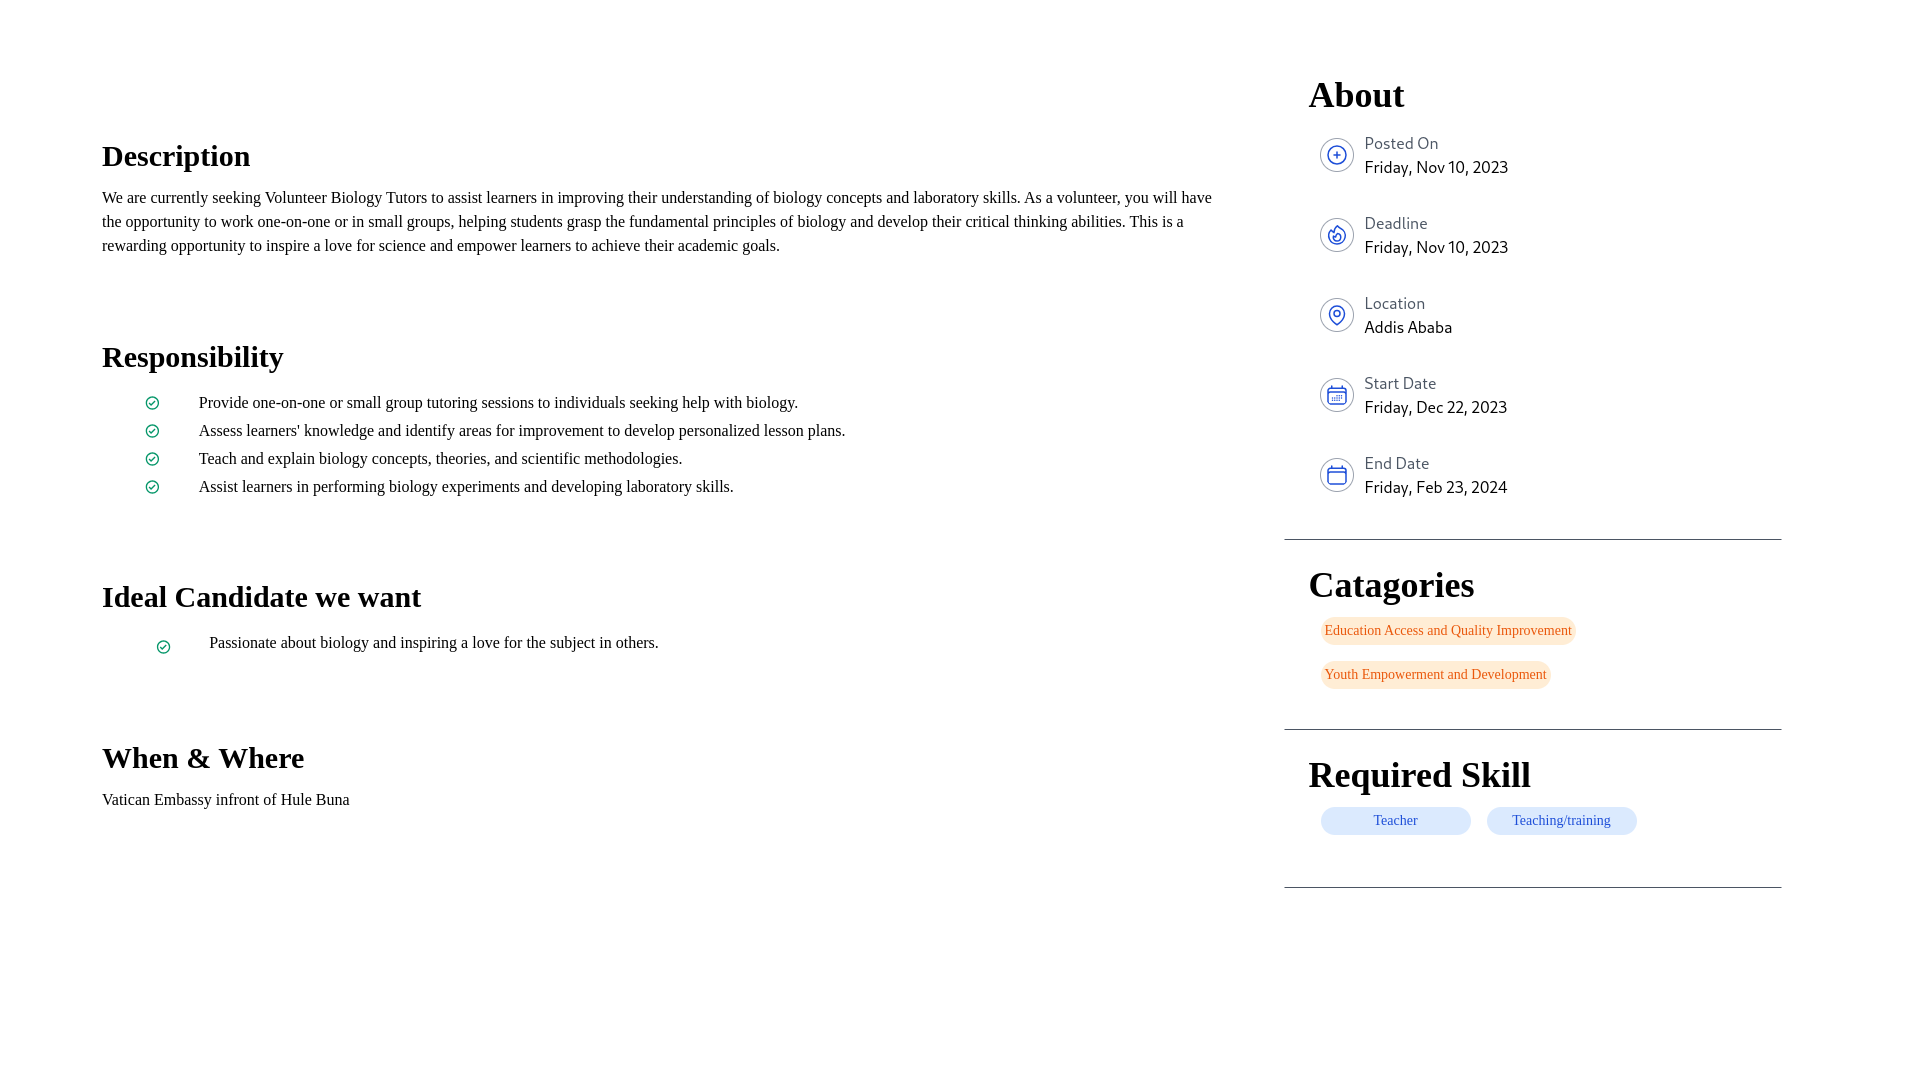 Description
We are currently seeking Volunteer Biology Tutors to assist learners in improving their understanding of biology concepts and laboratory skills. As a volunteer, you will have
the opportunity to work one-on-one or in small groups, helping students grasp the fundamental principles of biology and develop their critical thinking abilities. This is a
rewarding opportunity to inspire a love for science and empower learners to achieve their academic goals.
Responsibility
Provide one-on-one or small group tutoring sessions to individuals seeking help with biology.
Assess learners' knowledge and identify areas for improvement to develop personalized lesson plans.
Teach and explain biology concepts, theories, and scientific methodologies.
Assist learners in performing biology experiments and developing laboratory skills.
Ideal Candidate we want
Passionate about biology and inspiring a love for the subject in others.
When & Where
Vatican Embassy infront of Hule Buna
About
Posted On
Friday, Nov 10, 2023
Deadline
Friday, Nov 10, 2023
Location
Addis Ababa
Start Date
Friday, Dec 22, 2023
End Date
Friday, Feb 23, 2024
Catagories
Education Access and Quality Improvement
Youth Empowerment and Development
Required Skill
Teacher
Teaching/training